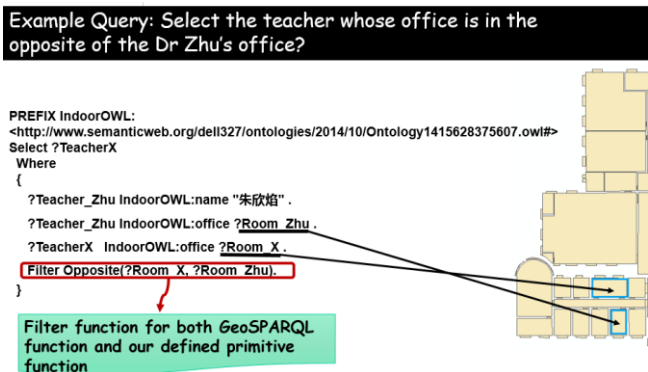 Example Query: Select the teacher whose office is in the
opposite of the Dr Zhu's office?
PREFIX IndoorOWL:
<http://www.semanticweb.org/dell327/ontologies/2014/10/Ontology1415628375607.owl#>
Select ?TeacherX
Where
{
?Teacher_Zhu IndoorOWL:name "朱欣焰" .
?Teacher_Zhu IndoorOWL:office ?Room_Zhu .
?TeacherX IndoorOWL:office ?Room_X .
Filter Opposite(?Room_X, ?Room_Zhu).
}
Filter function for both GeoSPARQL
function and our defined primitive
function